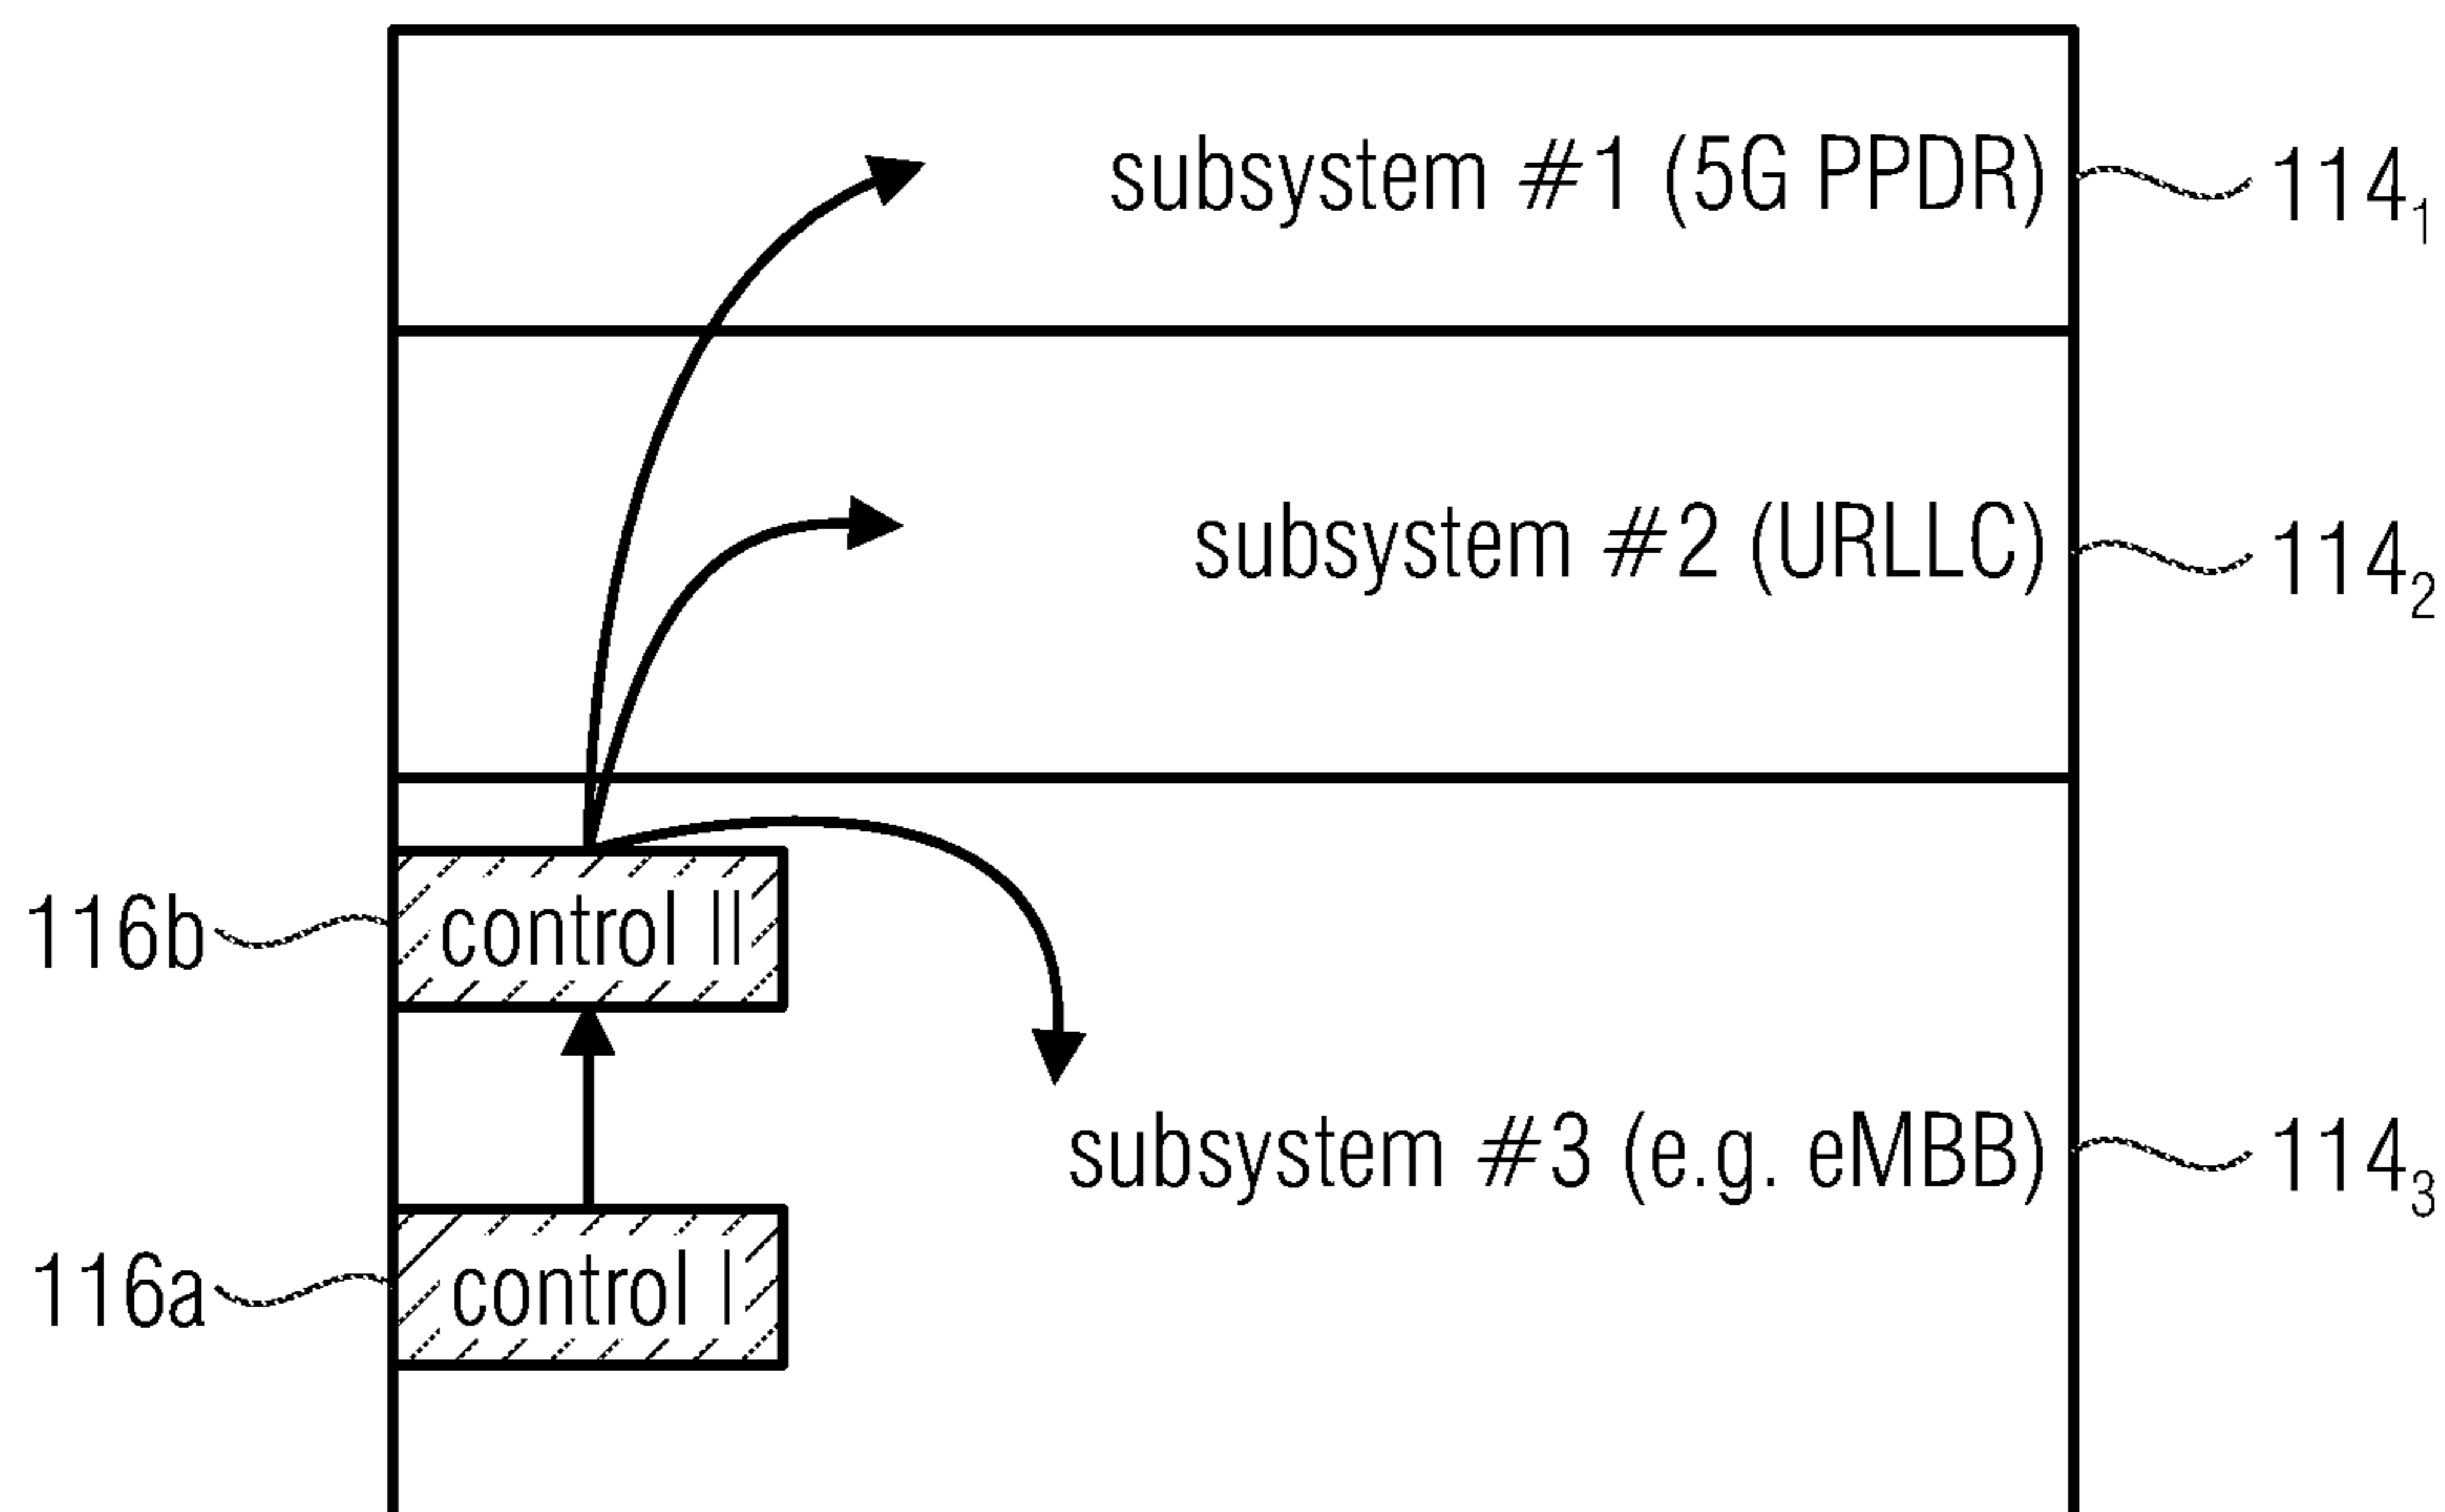 subsystem #1 (5G PPDR) 114₁
subsystem #2 (URLLC) 114₂
116b control II
subsystem #3 (e.g. eMBB) 114₃
116a control I